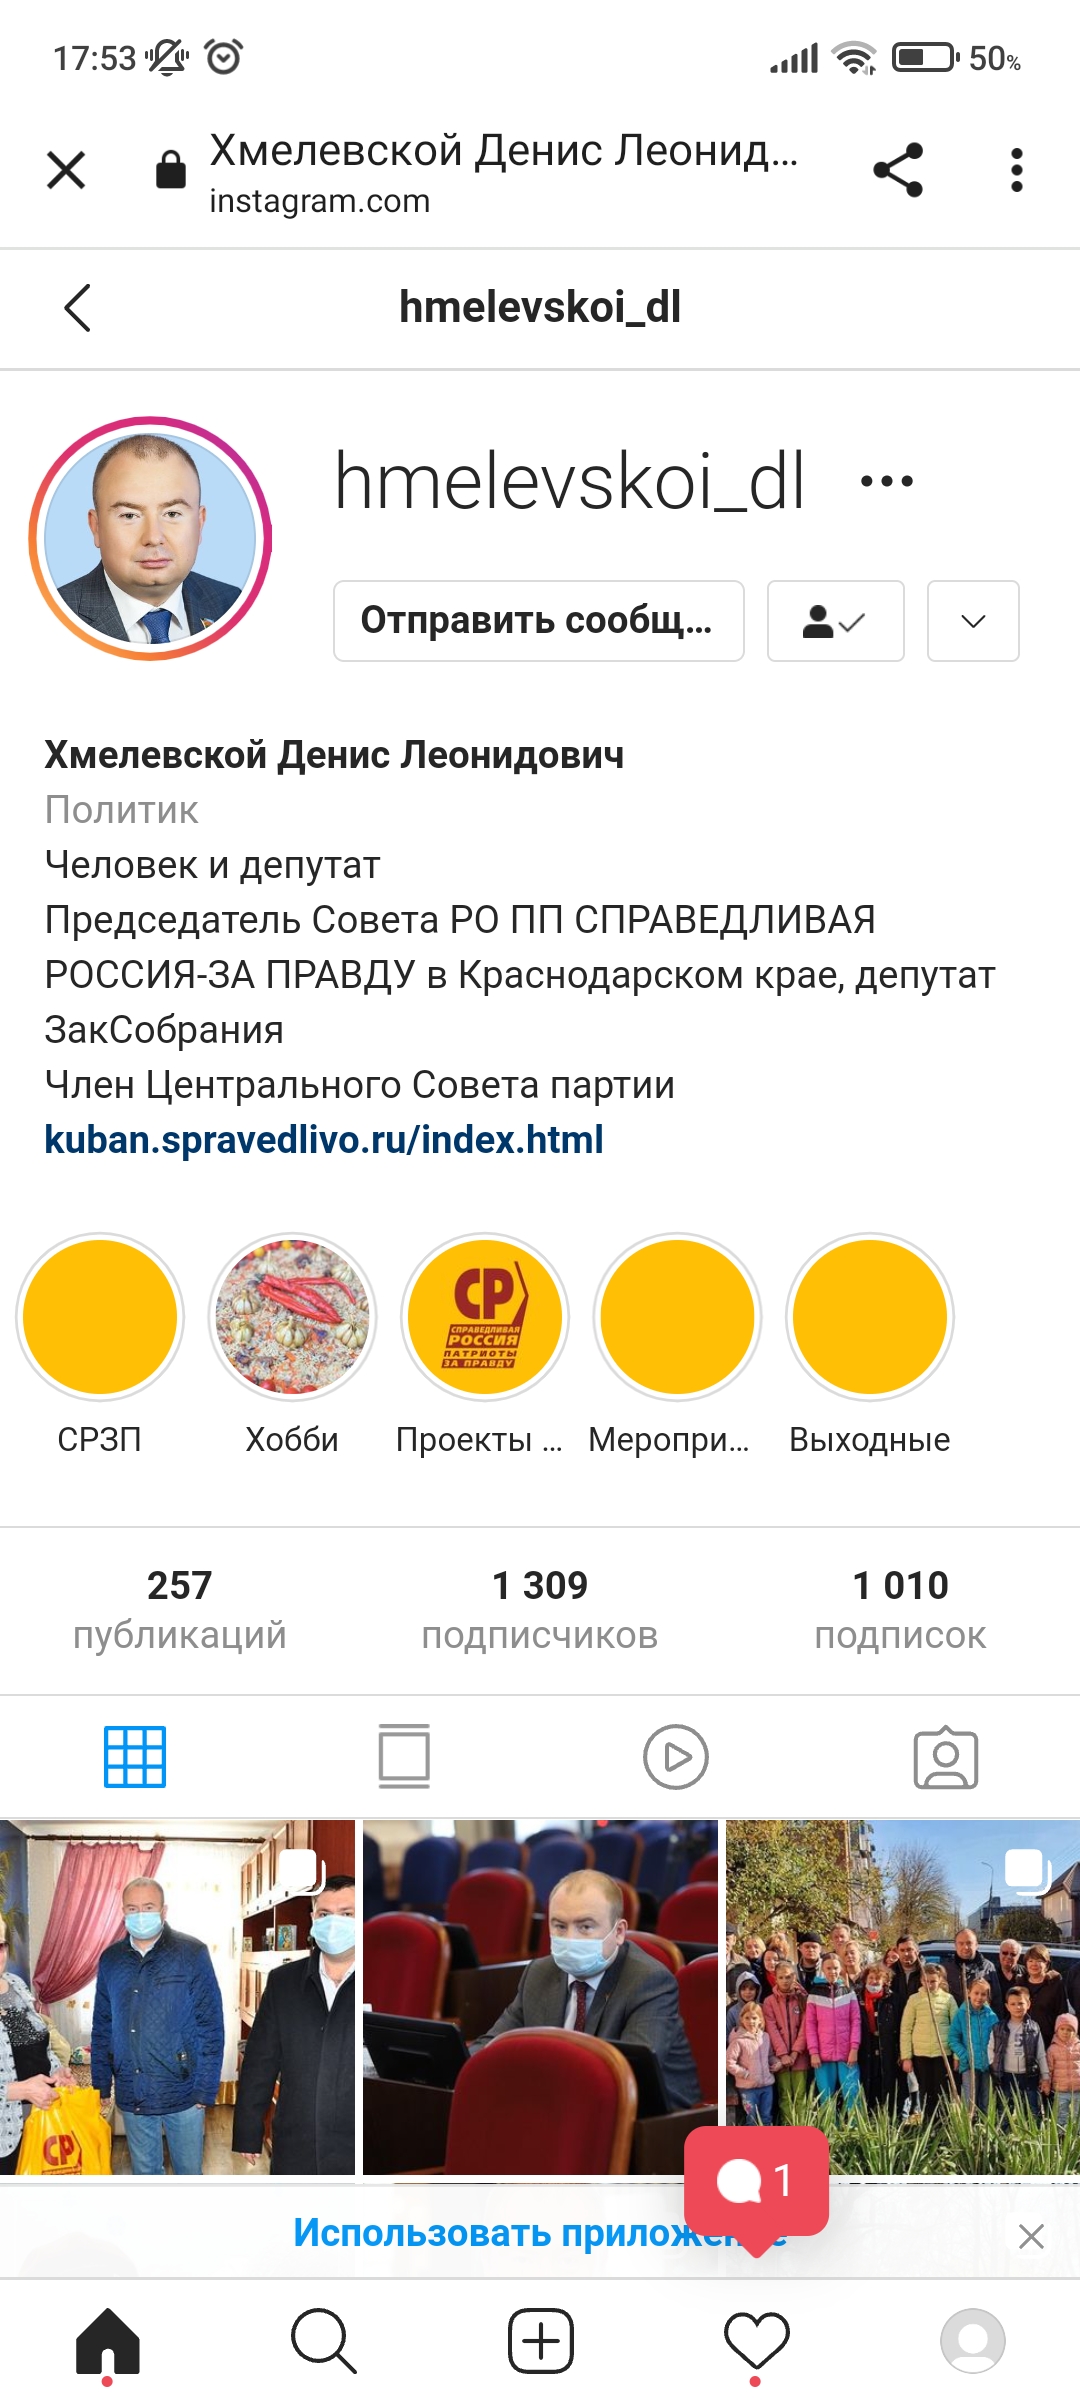 17:53
50%
Хмелевской Денис Леонид...
instagram.com
hmelevskoi_dl
hmelevskoi_dl
Отправить сообщ...
Хмелевской Денис Леонидович
Политик
Человек и депутат
Председатель Совета РО ПП СПРАВЕДЛИВАЯ
РОССИЯ-ЗА ПРАВДУ в Краснодарском крае, депутат
ЗакСобрания
Член Центрального Совета партии
kuban.spravedlivo.ru/index.html
СР
СПРАВЕДЛИВАЯ
РОССИЯ
ПАТРИОТЫ
ЗА ПРАВДУ
СРЗП
Хобби
Проекты ...
Меропри...
Выходные
257
публикаций
1 309
подписчиков
1 010
подписок
СР
1
Использовать